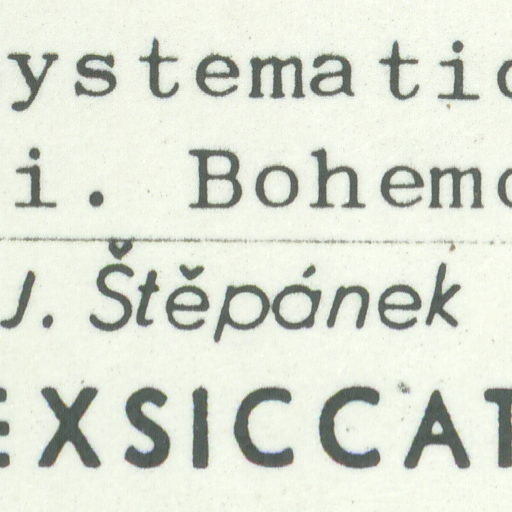 ystematic
i. Bohemo
J. Štěpánek
EXSICCAT